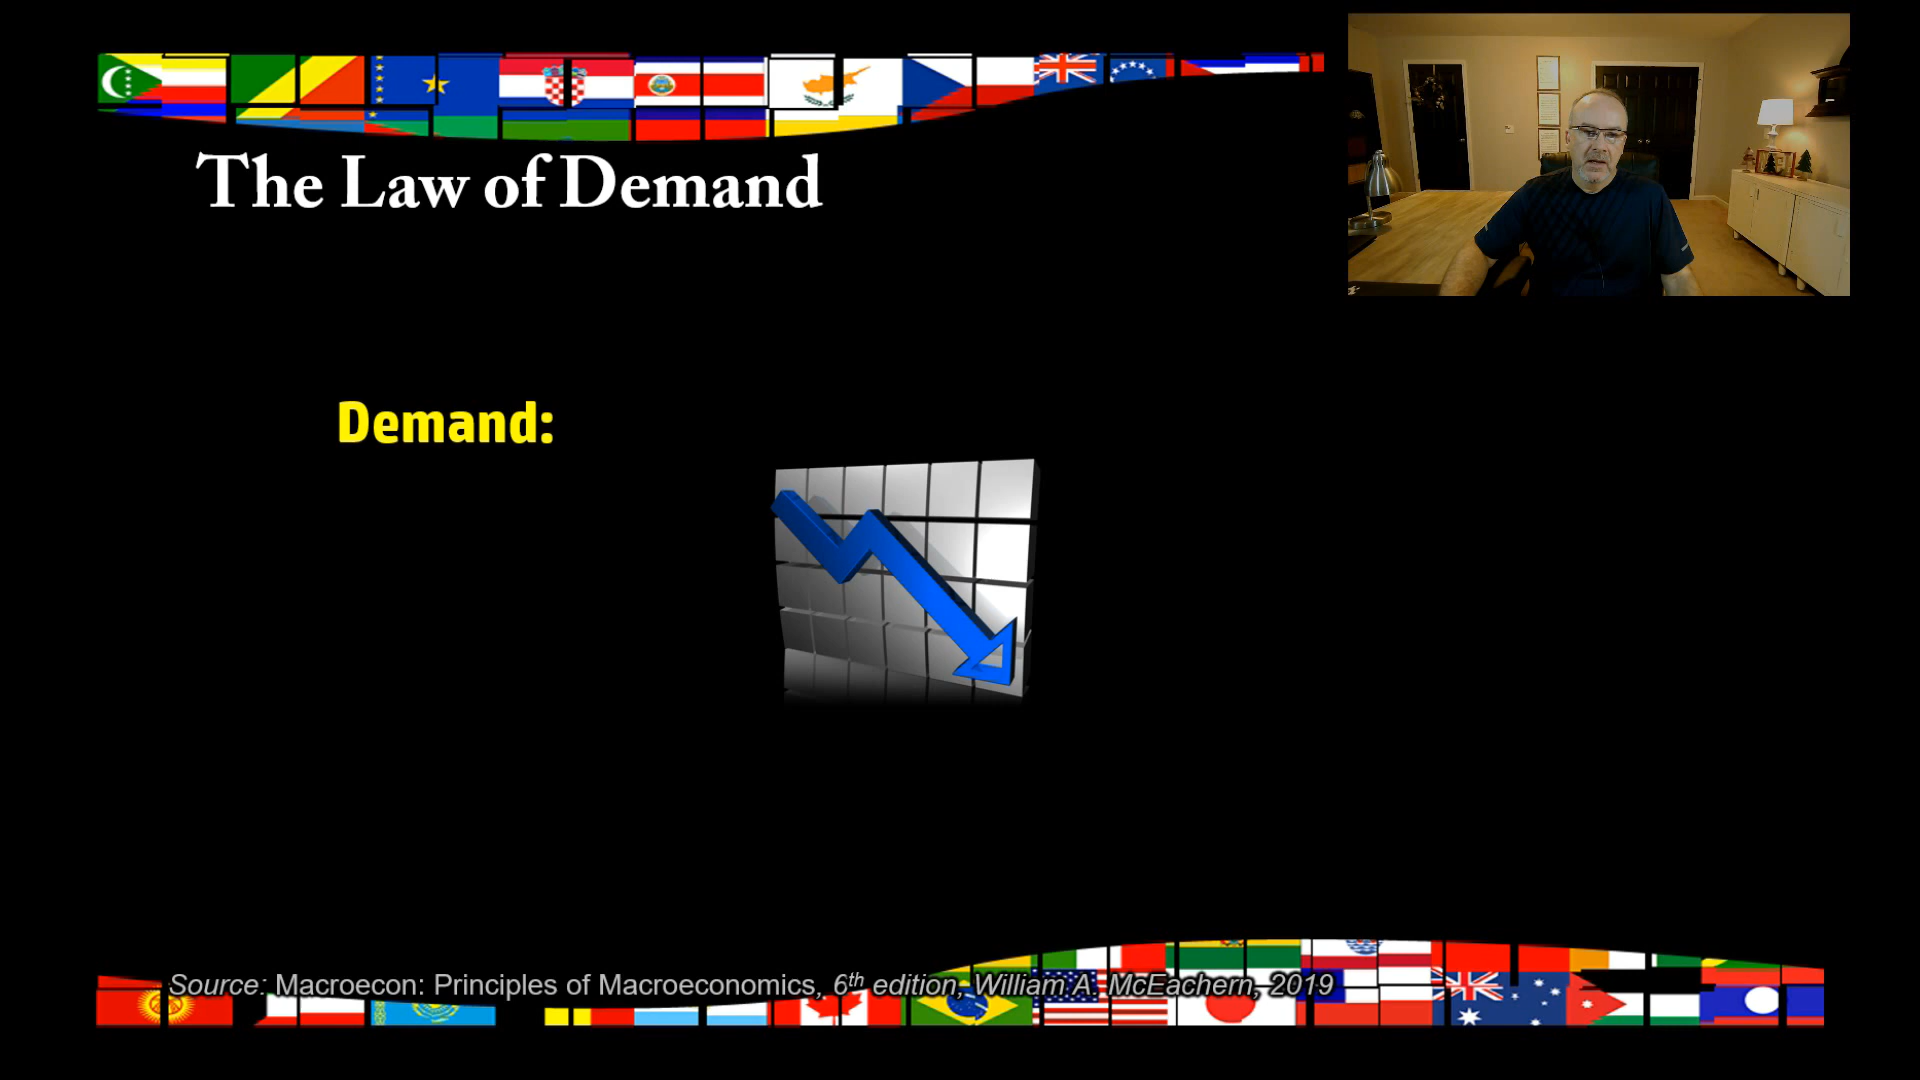 The Law of Demand
Demand:
Source: Macroecon: Principles of Macroeconomics, 6th edition, William A. McEachern, 2019